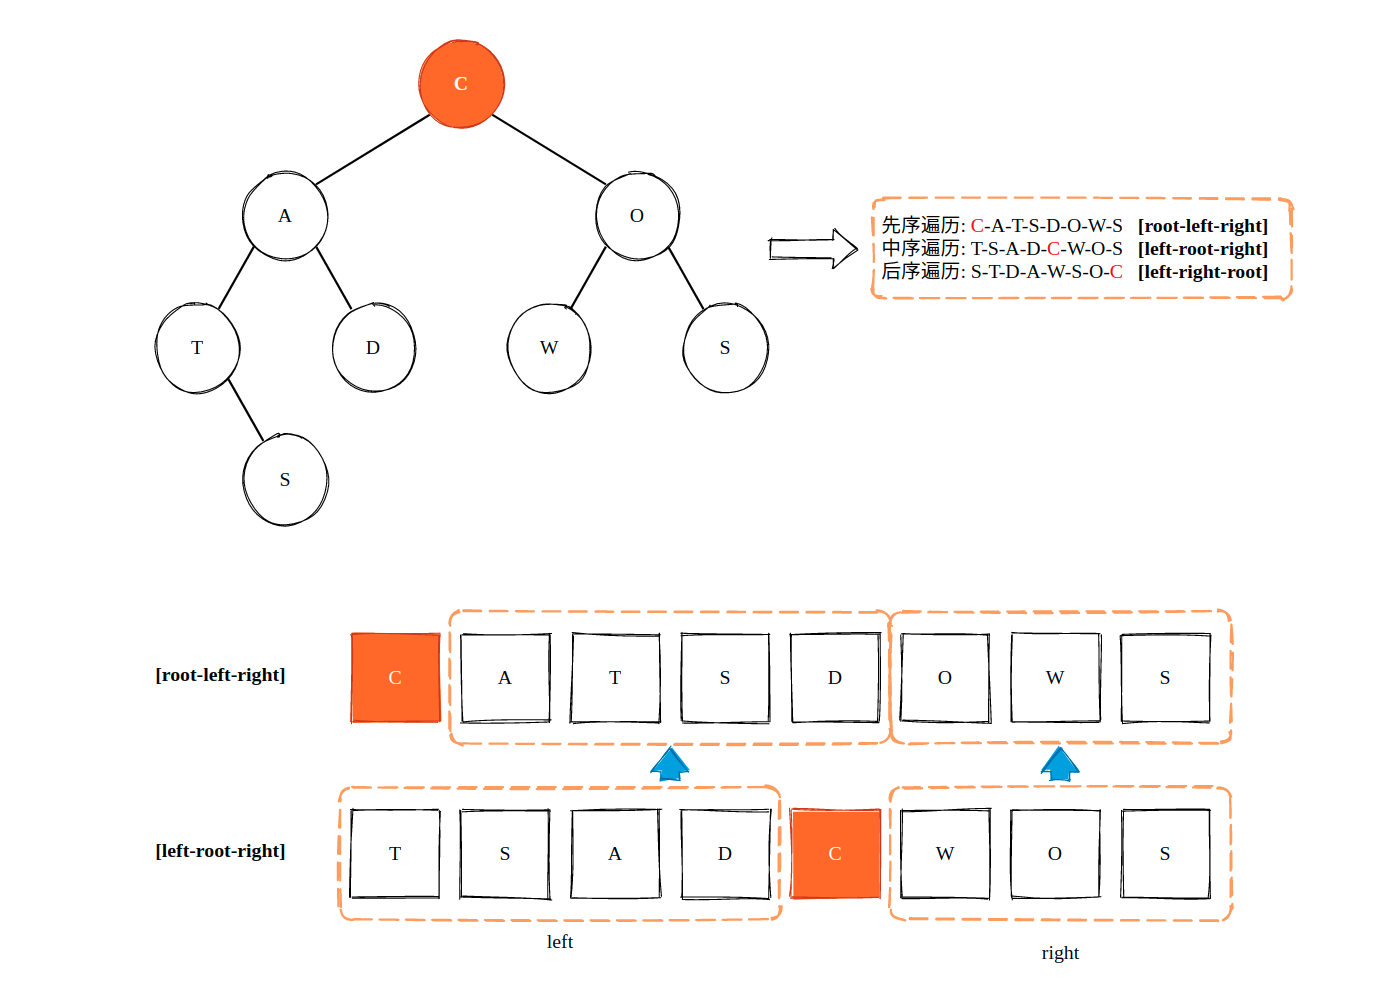 C
A
O
T
D
W
S
S
先序遍历: C-A-T-S-D-O-W-S [root-left-right]
中序遍历: T-S-A-D-C-W-O-S [left-root-right]
后序遍历: S-T-D-A-W-S-O-C [left-right-root]
[root-left-right] C A T S D O W S
[left-root-right] T S A D C W O S
left
right